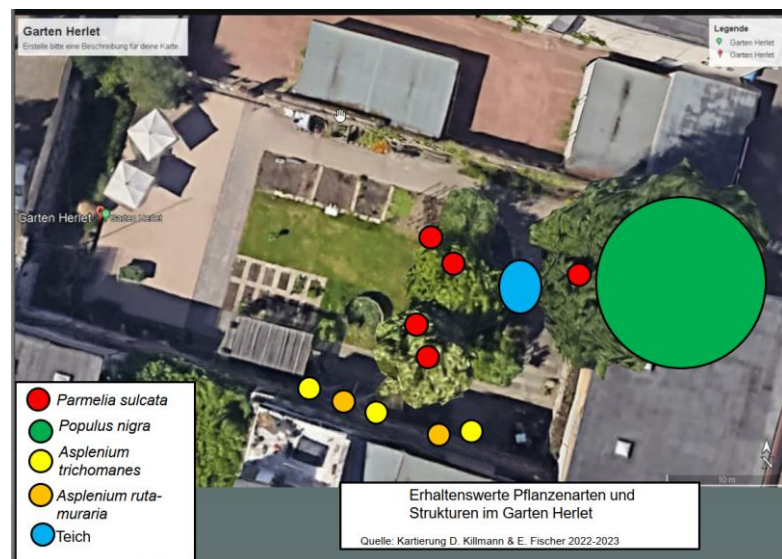 Garten Herlet
Erstelle bitte eine Beschreibung für deine Karte
Legende
Garten Herlet
Garten Herlet
Garten Herlet
Garten Herlet
Parmelia sulcata
Populus nigra
Asplenium
trichomanes
Asplenium ruta-
muraria
Teich
10 m
N
Erhaltenswerte Pflanzenarten und
Strukturen im Garten Herlet
Quelle: Kartierung D. Killmann & E. Fischer 2022-2023